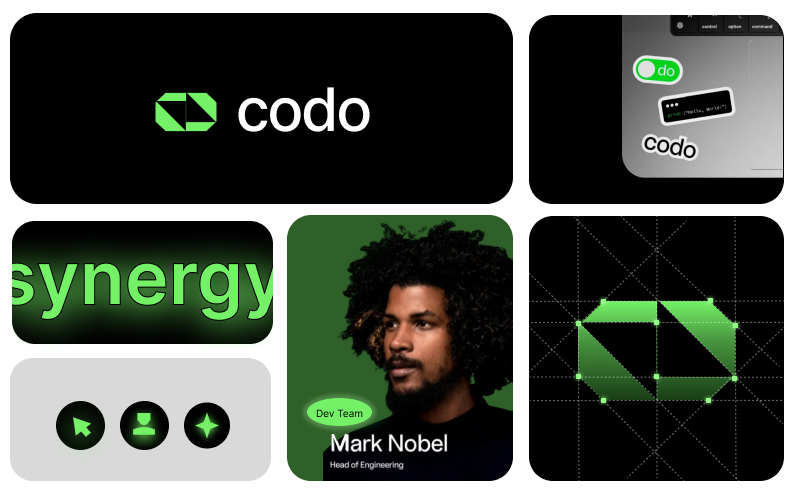 codo
control
option
command
do
print ("Hello, World!")
codo
synergy
Dev Team
Mark Nobel
Head of Engineering